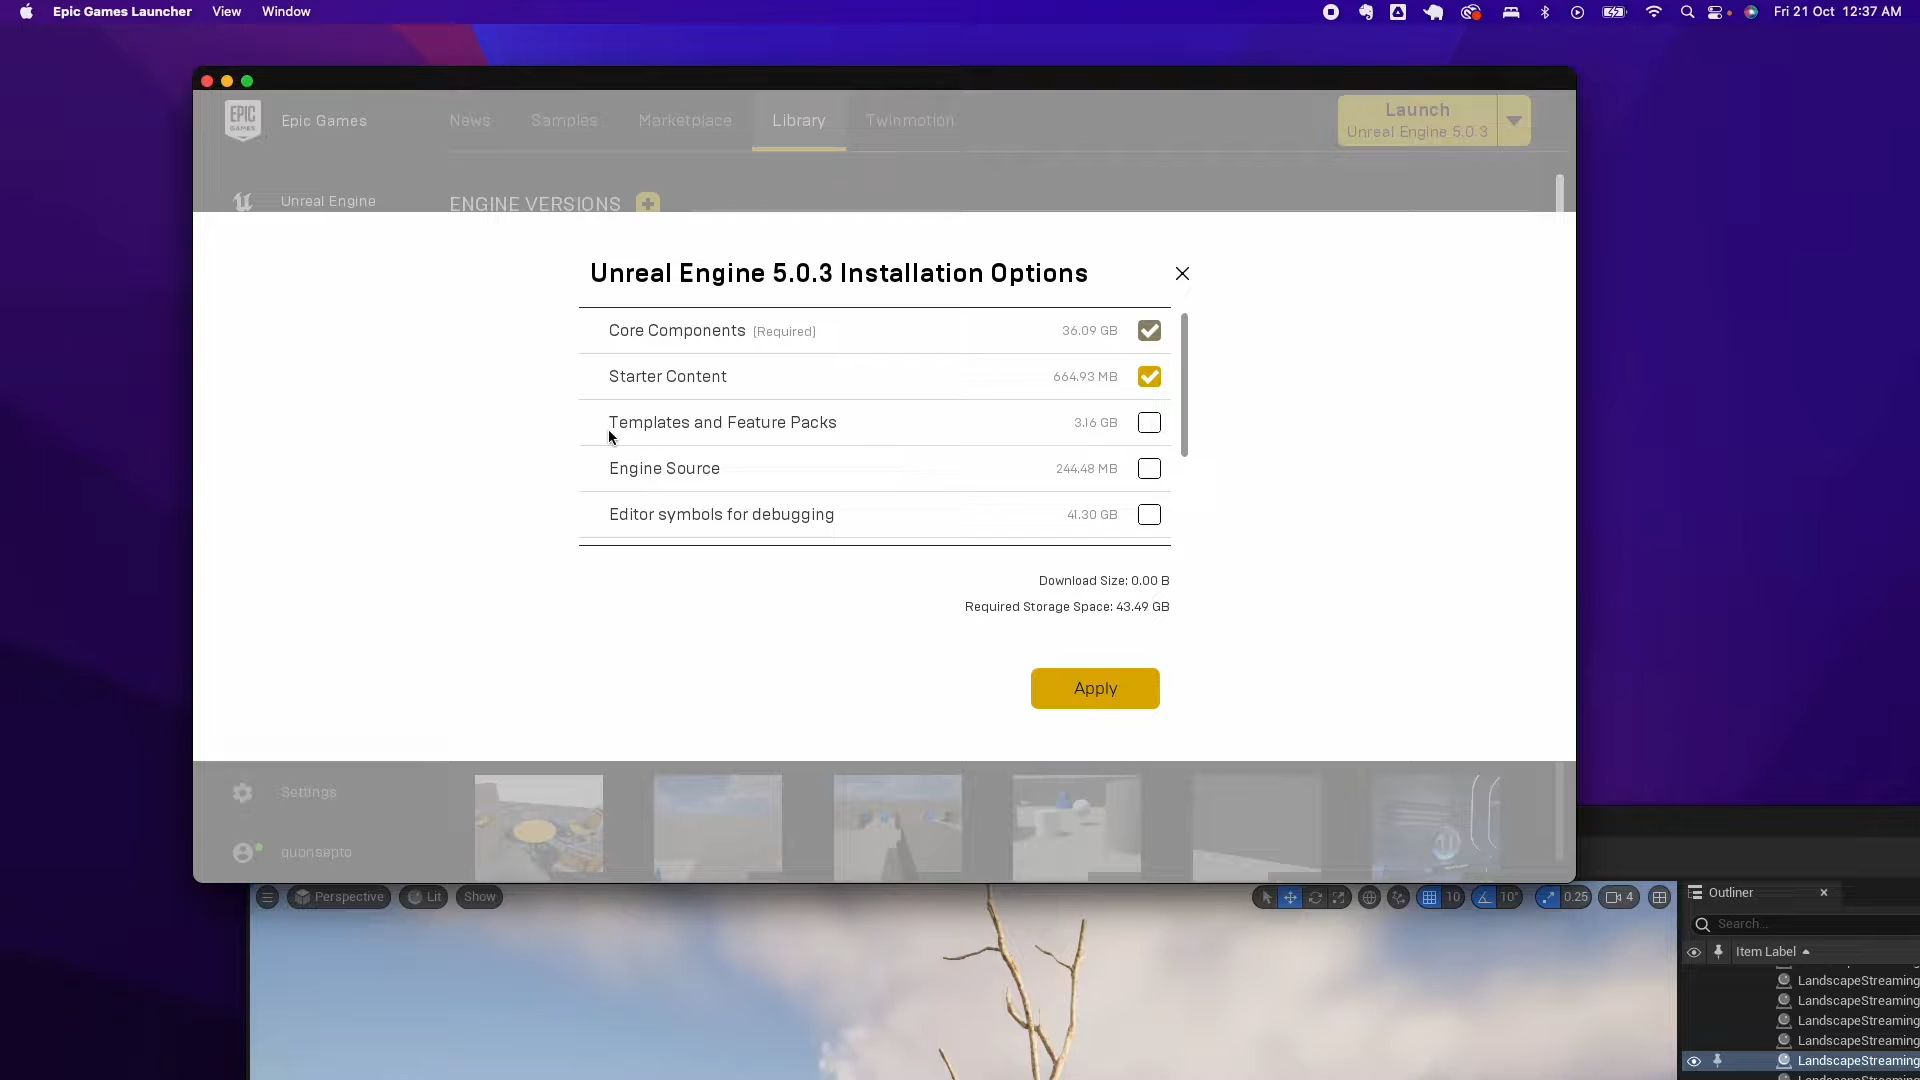 Epic Games Launcher View Window
Fri 21 Oct 12:37 AM
EPIC GAMES
Epic Games
News Samples Marketplace Library Twinmotion
Launch
Unreal Engine 5.0.3
Unreal Engine
ENGINE VERSIONS
Unreal Engine 5.0.3 Installation Options
Core Components (Required) 36.09 GB
Starter Content 664.93 MB
Templates and Feature Packs 3.16 GB
Engine Source 244.48 MB
Editor symbols for debugging 41.30 GB
Download Size: 0.00 B
Required Storage Space: 43.49 GB
Apply
Settings
quonsepto
Perspective Lit Show
10 10° 0.25 4
Outliner
Search...
Item Label
LandscapeStreaming
LandscapeStreaming
LandscapeStreaming
LandscapeStreaming
LandscapeStreaming